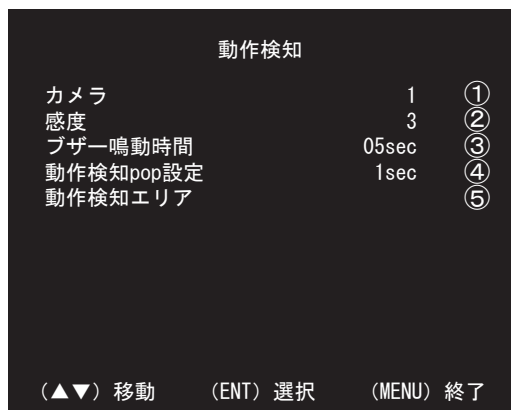 動作検知
カメラ 1 ①
感度 3 ②
ブザー鳴動時間 05sec ③
動作検知pop設定 1sec ④
動作検知エリア ⑤
(▲▼) 移動 (ENT) 選択 (MENU) 終了